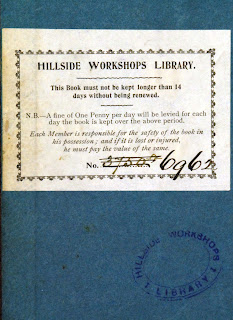 HILLSIDE WORKSHOPS LIBRARY.
This Book must not be kept longer than 14
days without being renewed.
N.B.—A fine of One Penny per day will be levied for each
day the book is kept over the above period.
Each Member is responsible for the safety of the book in
his possession; and if it is lost or injured,
he must pay the value of the same.
No. 6962
HILLSIDE WORKSHOPS
LIBRARY